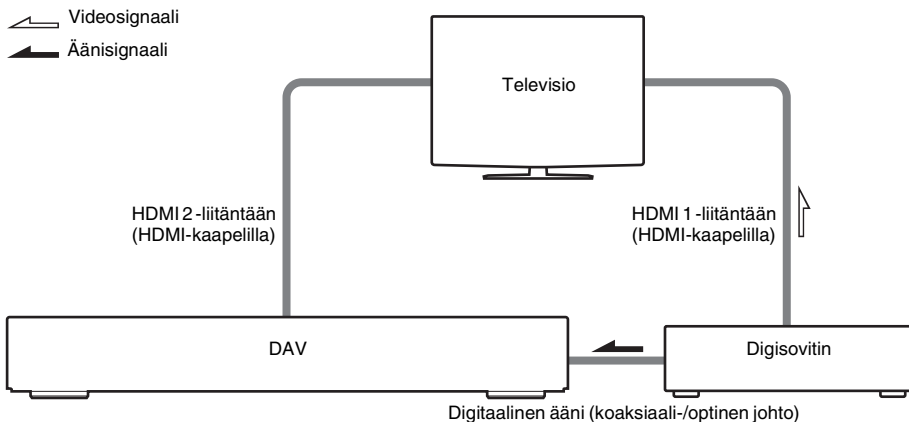 Videosignaali
Äänisignaali
Televisio
HDMI 2 -liitäntään
(HDMI-kaapelilla)
HDMI 1 -liitäntään
(HDMI-kaapelilla)
DAV
Digisovitin
Digitaalinen ääni (koaksiaali-/optinen johto)